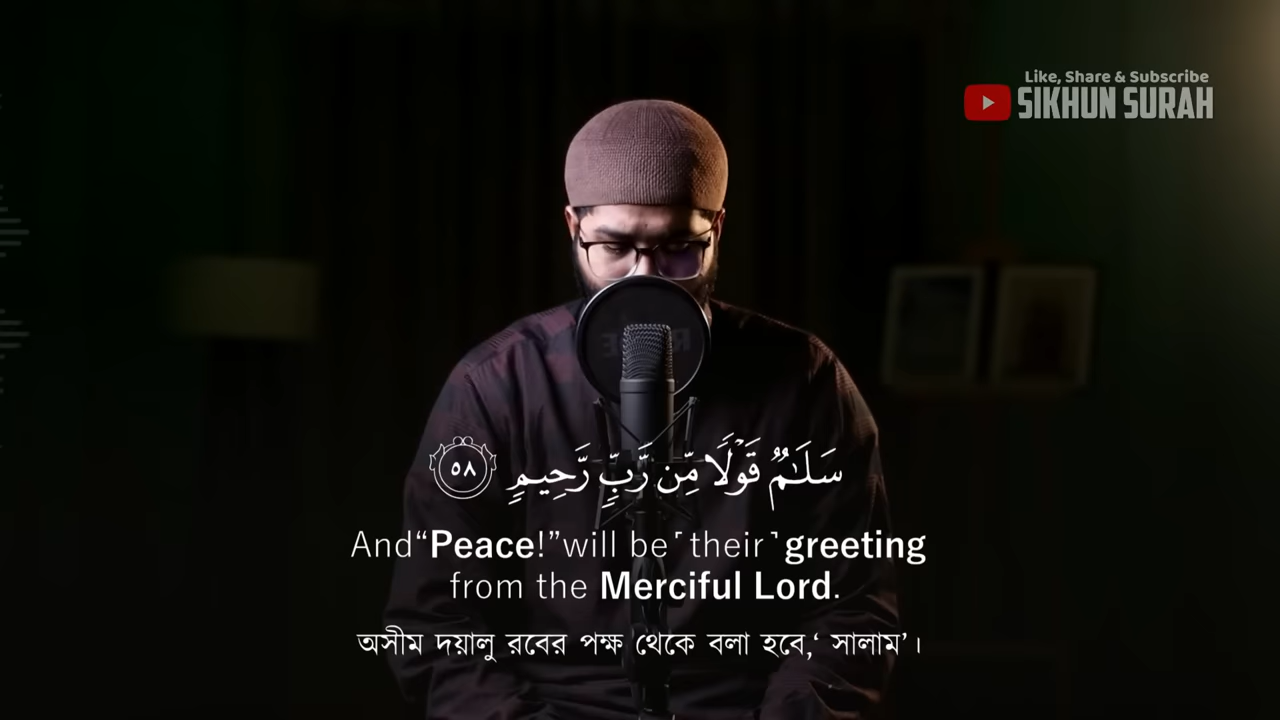 Like, Share & Subscribe
SIKHUN SURAH
سَلَـٰمٌ قَوْلًا مِّن رَّبٍّ رَّحِيمٍ ٥٨
And “Peace!” will be ˹their˺ greeting
from the Merciful Lord.
অসীম দয়ালু রবের পক্ষ থেকে বলা হবে,‘ সালাম’।